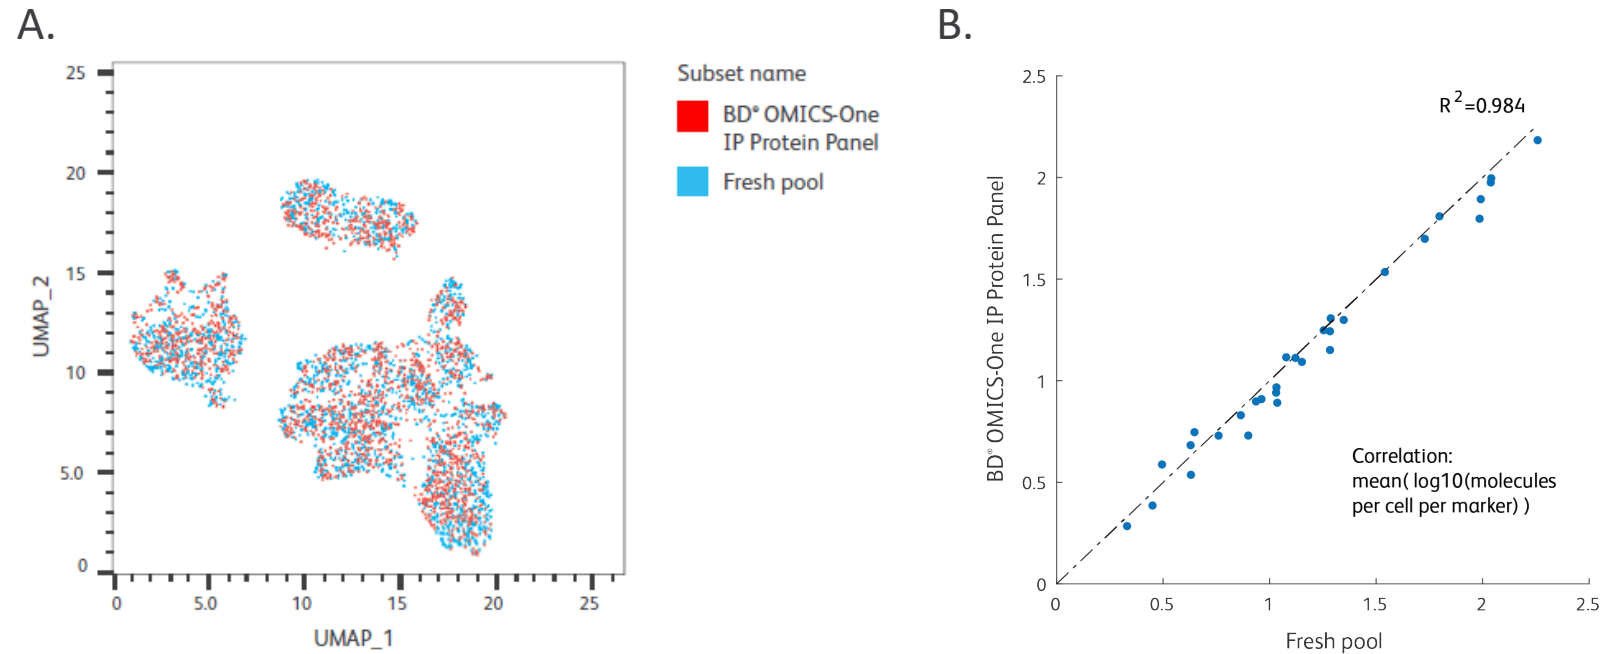 A.
25
20
15
10
5.0
0
UMAP_2
0 5.0 10 15 20 25
UMAP_1
Subset name
BD® OMICS-One
IP Protein Panel
Fresh pool
B.
2.5
2
1.5
1
0.5
0
BD® OMICS-One IP Protein Panel
R²=0.984
Correlation:
mean( log10(molecules
per cell per marker) )
0 0.5 1 1.5 2 2.5
Fresh pool